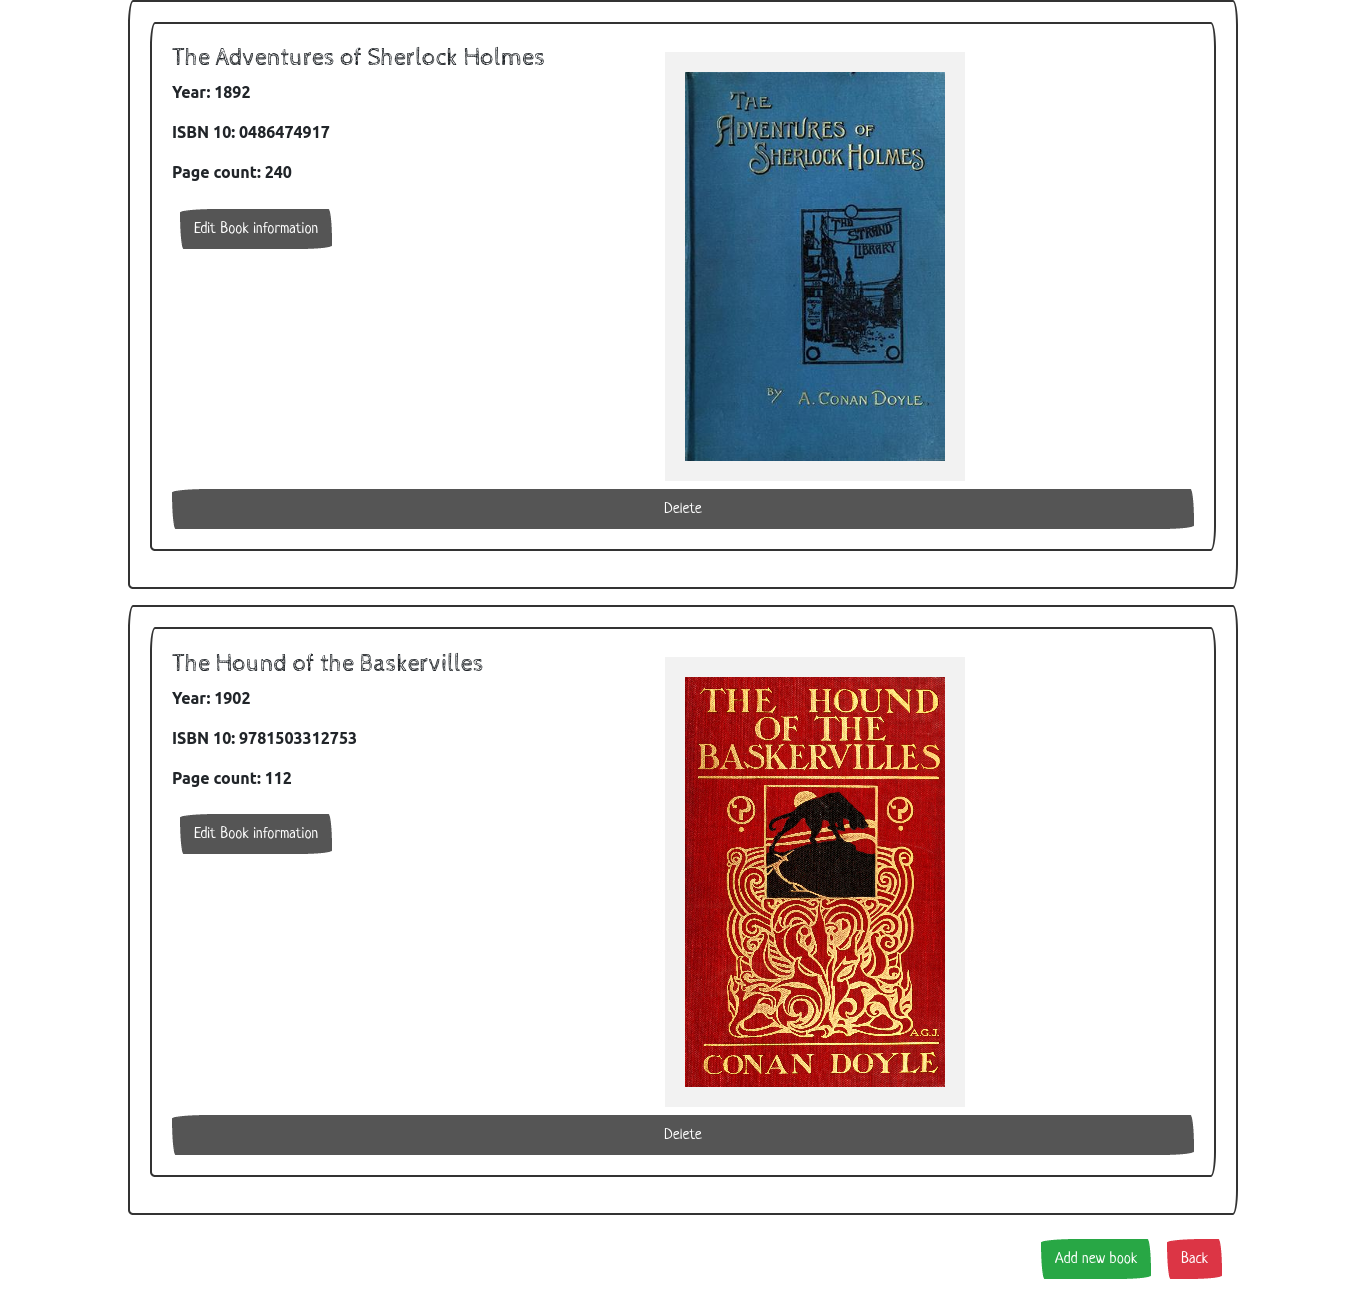 The Adventures of Sherlock Holmes
Year: 1892
ISBN 10: 0486474917
Page count: 240
Edit Book information
THE
ADVENTURES OF
SHERLOCK HOLMES
THE
STRAND
LIBRARY
BY A. CONAN DOYLE
Delete
The Hound of the Baskervilles
Year: 1902
ISBN 10: 9781503312753
Page count: 112
Edit Book information
THE HOUND
OF THE
BASKERVILLES
A.G.J.
CONAN DOYLE
Delete
Add new book
Back